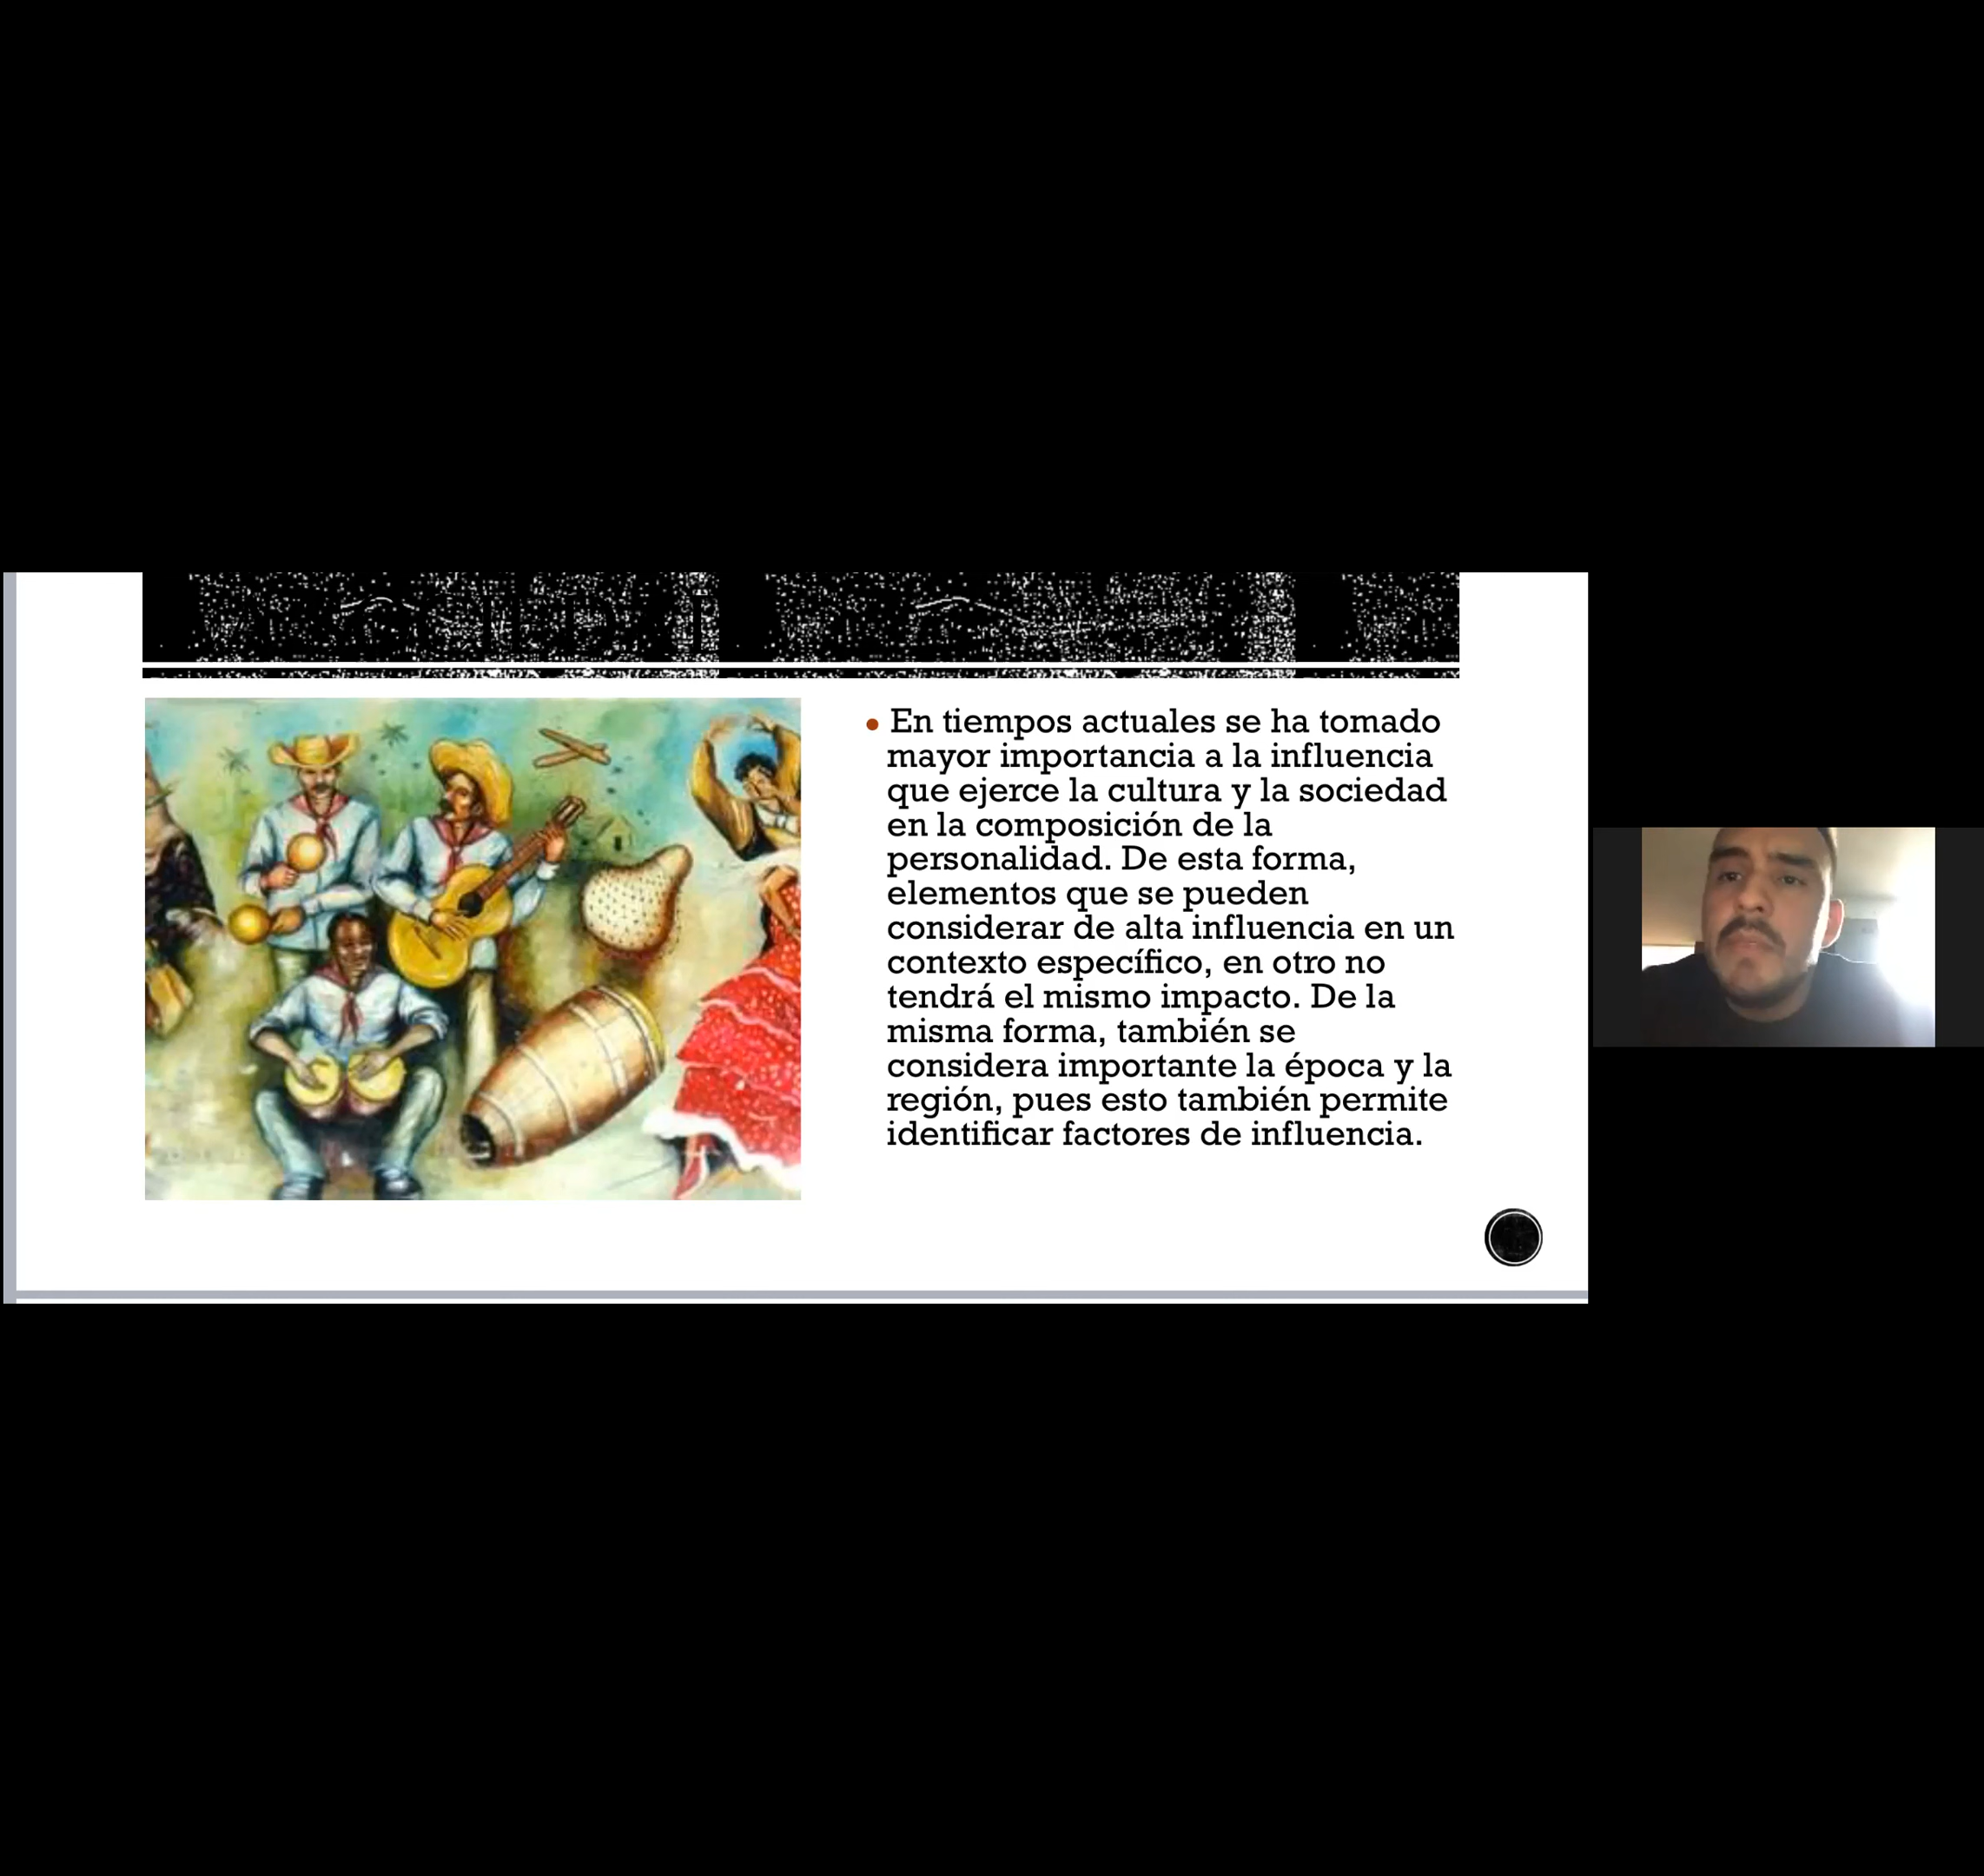 En tiempos actuales se ha tomado
mayor importancia a la influencia
que ejerce la cultura y la sociedad
en la composición de la
personalidad. De esta forma,
elementos que se pueden
considerar de alta influencia en un
contexto específico, en otro no
tendrá el mismo impacto. De la
misma forma, también se
considera importante la época y la
región, pues esto también permite
identificar factores de influencia.